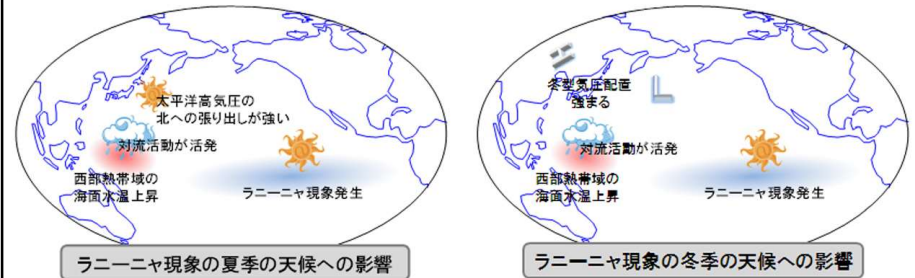 太平洋高気圧の
北への張り出しが強い
対流活動が活発
西部熱帯域の
海面水温上昇
ラニーニャ現象発生
ラニーニャ現象の夏季の天候への影響
冬型気圧配置
強まる
対流活動が活発
西部熱帯域の
海面水温上昇
ラニーニャ現象発生
ラニーニャ現象の冬季の天候への影響